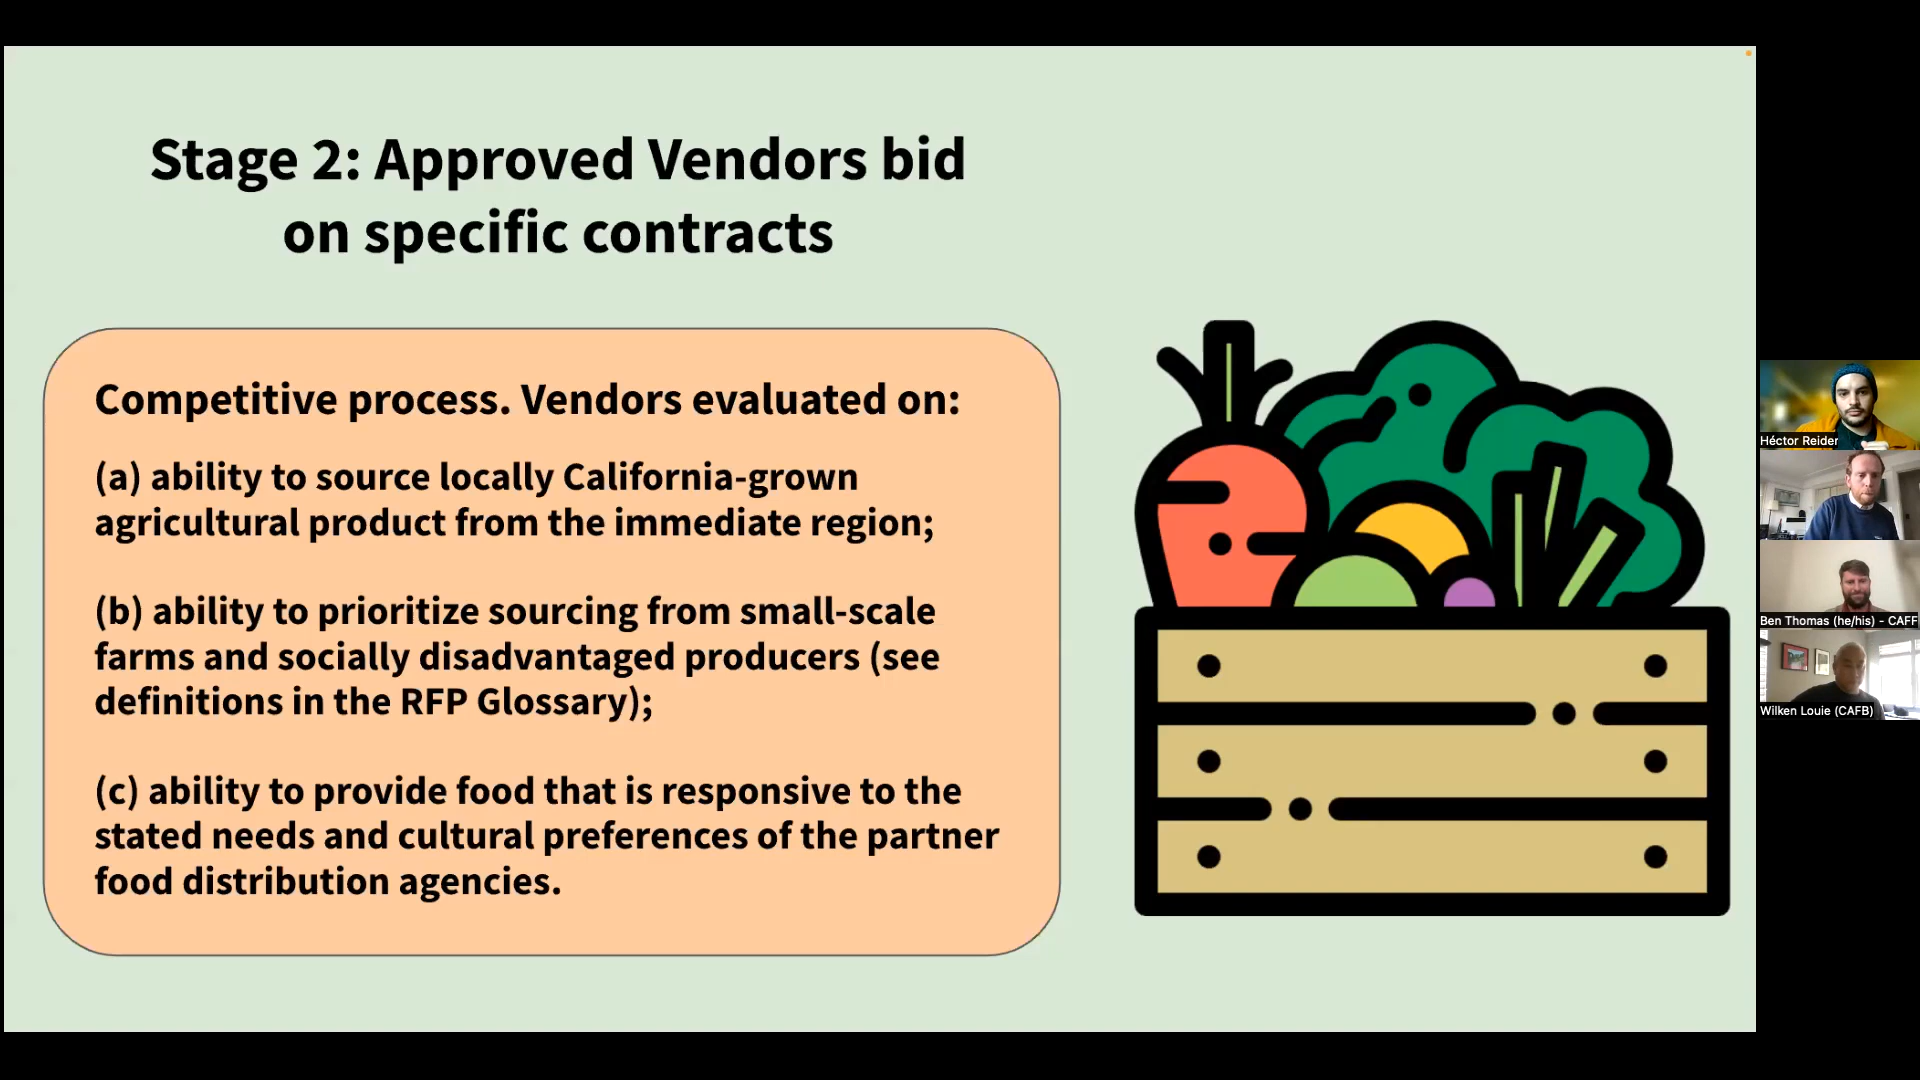 Stage 2: Approved Vendors bid
on specific contracts
Competitive process. Vendors evaluated on:
(a) ability to source locally California-grown
agricultural product from the immediate region;
(b) ability to prioritize sourcing from small-scale
farms and socially disadvantaged producers (see
definitions in the RFP Glossary);
(c) ability to provide food that is responsive to the
stated needs and cultural preferences of the partner
food distribution agencies.
Héctor Reider
Ben Thomas (he/his) - CAFF
Wilken Louie (CAFB)